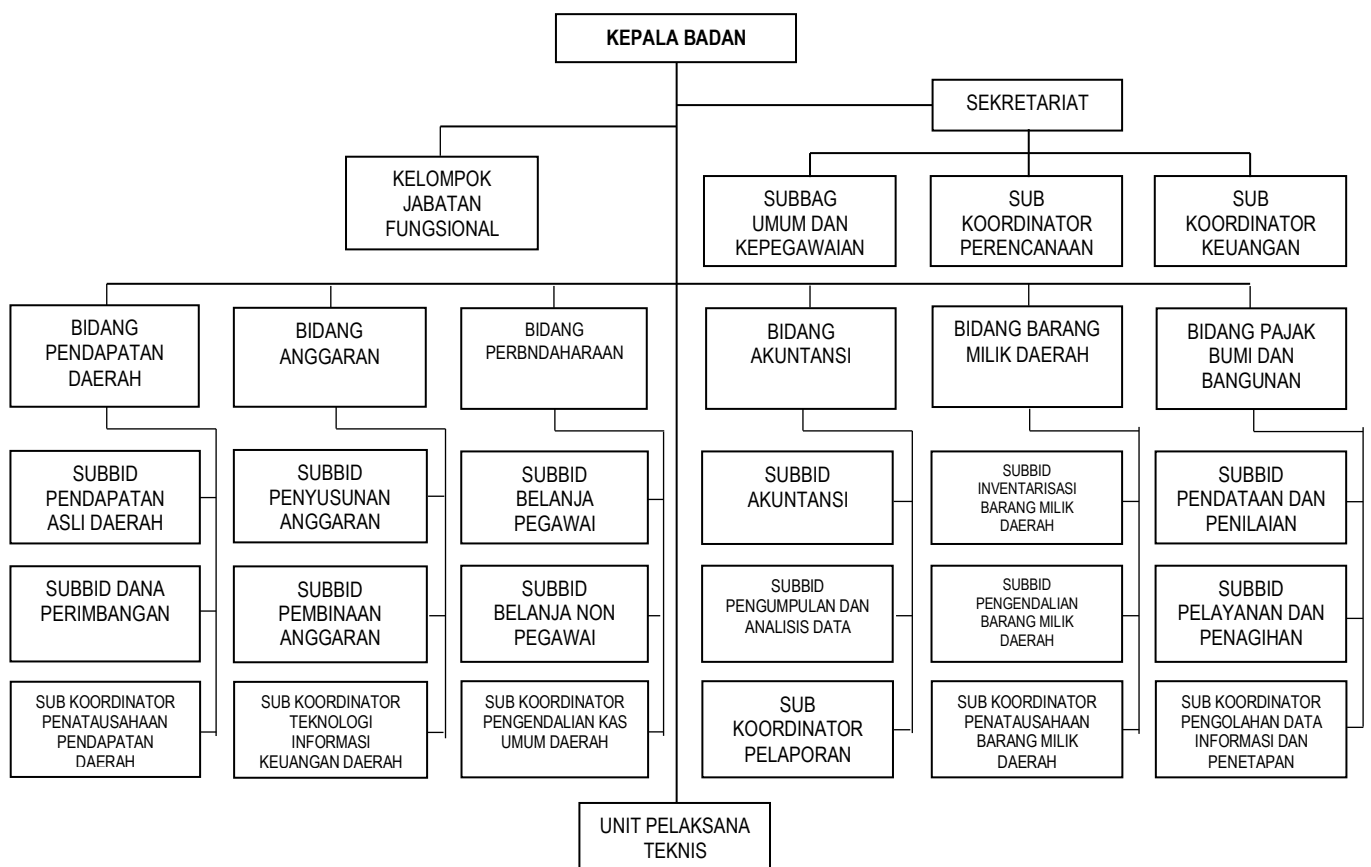 KEPALA BADAN
SEKRETARIAT
KELOMPOK
JABATAN
FUNGSIONAL
SUBBAG
UMUM DAN
KEPEGAWAIAN
SUB
KOORDINATOR
PERENCANAAN
SUB
KOORDINATOR
KEUANGAN
BIDANG
PENDAPATAN
DAERAH
BIDANG
ANGGARAN
BIDANG
PERBNDAHARAAN
BIDANG
AKUNTANSI
BIDANG BARANG
MILIK DAERAH
BIDANG PAJAK
BUMI DAN
BANGUNAN
SUBBID
PENDAPATAN
ASLI DAERAH
SUBBID
PENYUSUNAN
ANGGARAN
SUBBID
BELANJA
PEGAWAI
SUBBID
AKUNTANSI
SUBBID
INVENTARISASI
BARANG MILIK
DAERAH
SUBBID
PENDATAAN DAN
PENILAIAN
SUBBID DANA
PERIMBANGAN
SUBBID
PEMBINAAN
ANGGARAN
SUBBID
BELANJA NON
PEGAWAI
SUBBID
PENGUMPULAN DAN
ANALISIS DATA
SUBBID
PENGENDALIAN
BARANG MILIK
DAERAH
SUBBID
PELAYANAN DAN
PENAGIHAN
SUB KOORDINATOR
PENATAUSAHAAN
PENDAPATAN
DAERAH
SUB KOORDINATOR
TEKNOLOGI
INFORMASI
KEUANGAN DAERAH
SUB KOORDINATOR
PENGENDALIAN KAS
UMUM DAERAH
SUB
KOORDINATOR
PELAPORAN
SUB KOORDINATOR
PENATAUSAHAAN
BARANG MILIK
DAERAH
SUB KOORDINATOR
PENGOLAHAN DATA
INFORMASI DAN
PENETAPAN
UNIT PELAKSANA
TEKNIS